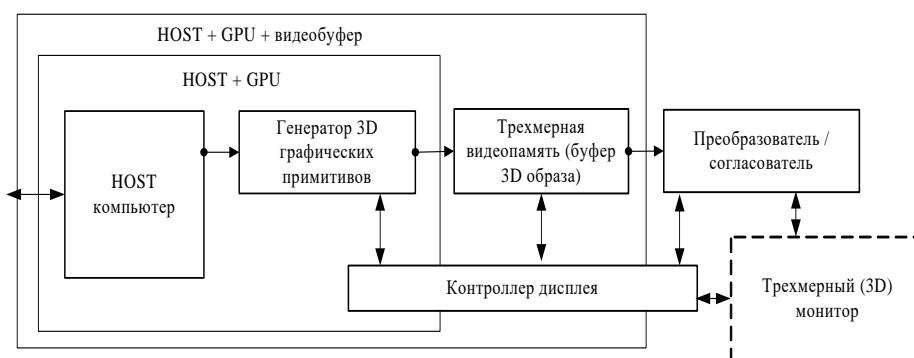 HOST + GPU + видеобуфер
HOST + GPU
HOST
компьютер
Генератор 3D
графических
примитивов
Трехмерная
видеопамять (буфер
3D образа)
Преобразователь /
согласователь
Контроллер дисплея
Трехмерный (3D)
монитор